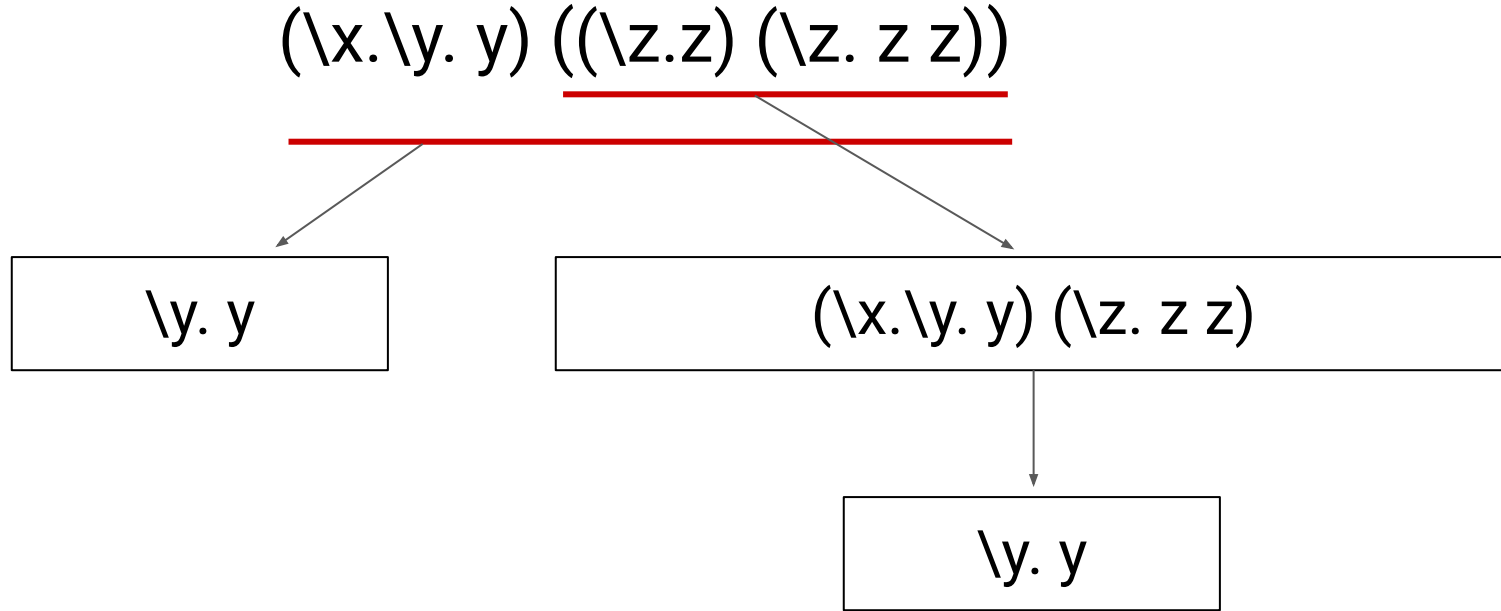 (\x.\y. y) ((\z.z) (\z. z z))
\y. y
(\x.\y. y) (\z. z z)
\y. y